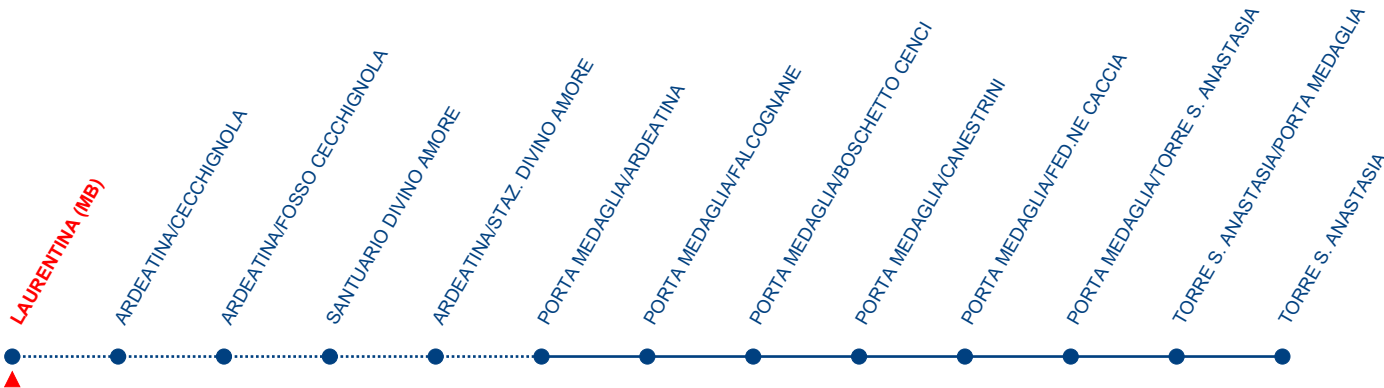 LAURENTINA (MB)
ARDEATINA/CECCHIGNOLA
ARDEATINA/FOSSO CECCHIGNOLA
SANTUARIO DIVINO AMORE
ARDEATINA/STAZ. DIVINO AMORE
PORTA MEDAGLIA/ARDEATINA
PORTA MEDAGLIA/FALCOGNANE
PORTA MEDAGLIA/BOSCHETTO CENCI
PORTA MEDAGLIA/CANESTRINI
PORTA MEDAGLIA/FED.NE CACCIA
PORTA MEDAGLIA/TORRE S. ANASTASIA
TORRE S. ANASTASIA/PORTA MEDAGLIA
TORRE S. ANASTASIA